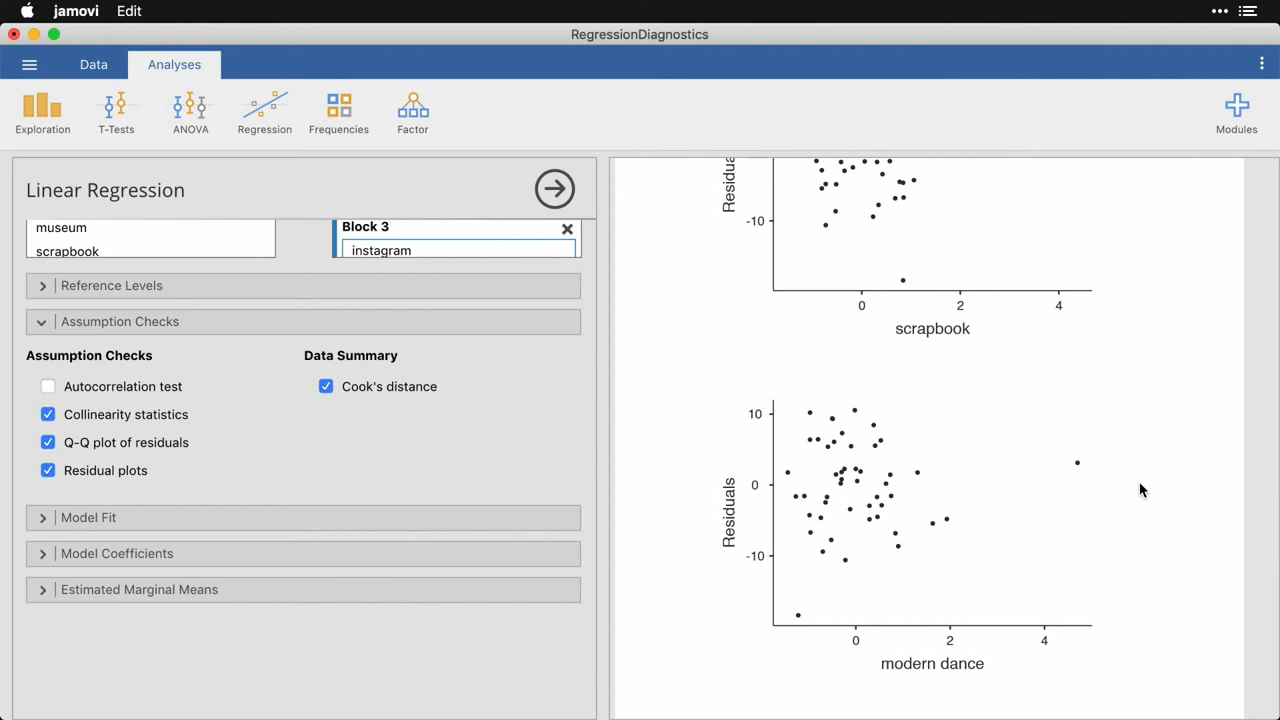 jamovi Edit
RegressionDiagnostics
Data Analyses
Exploration T-Tests ANOVA Regression Frequencies Factor Modules
Linear Regression
museum
scrapbook
Block 3
instagram
Reference Levels
Assumption Checks
Assumption Checks
Autocorrelation test
Collinearity statistics
Q-Q plot of residuals
Residual plots
Data Summary
Cook's distance
Model Fit
Model Coefficients
Estimated Marginal Means
-10
0 2 4
scrapbook
Residuals
10
0
-10
0 2 4
modern dance